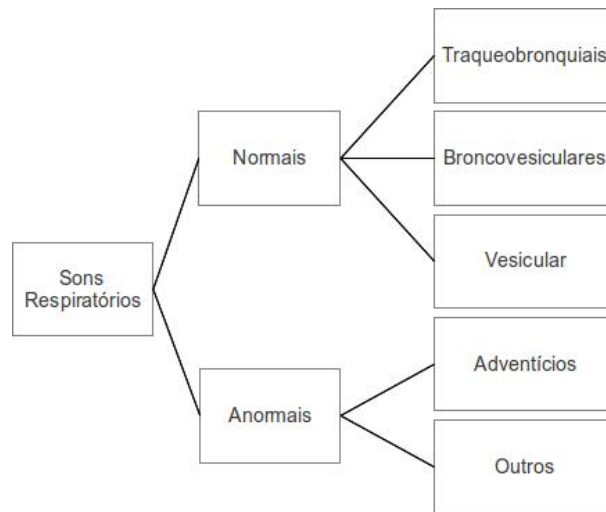 Sons
Respiratórios
Normais
Traqueobronquiais
Broncovesiculares
Vesicular
Anormais
Adventícios
Outros